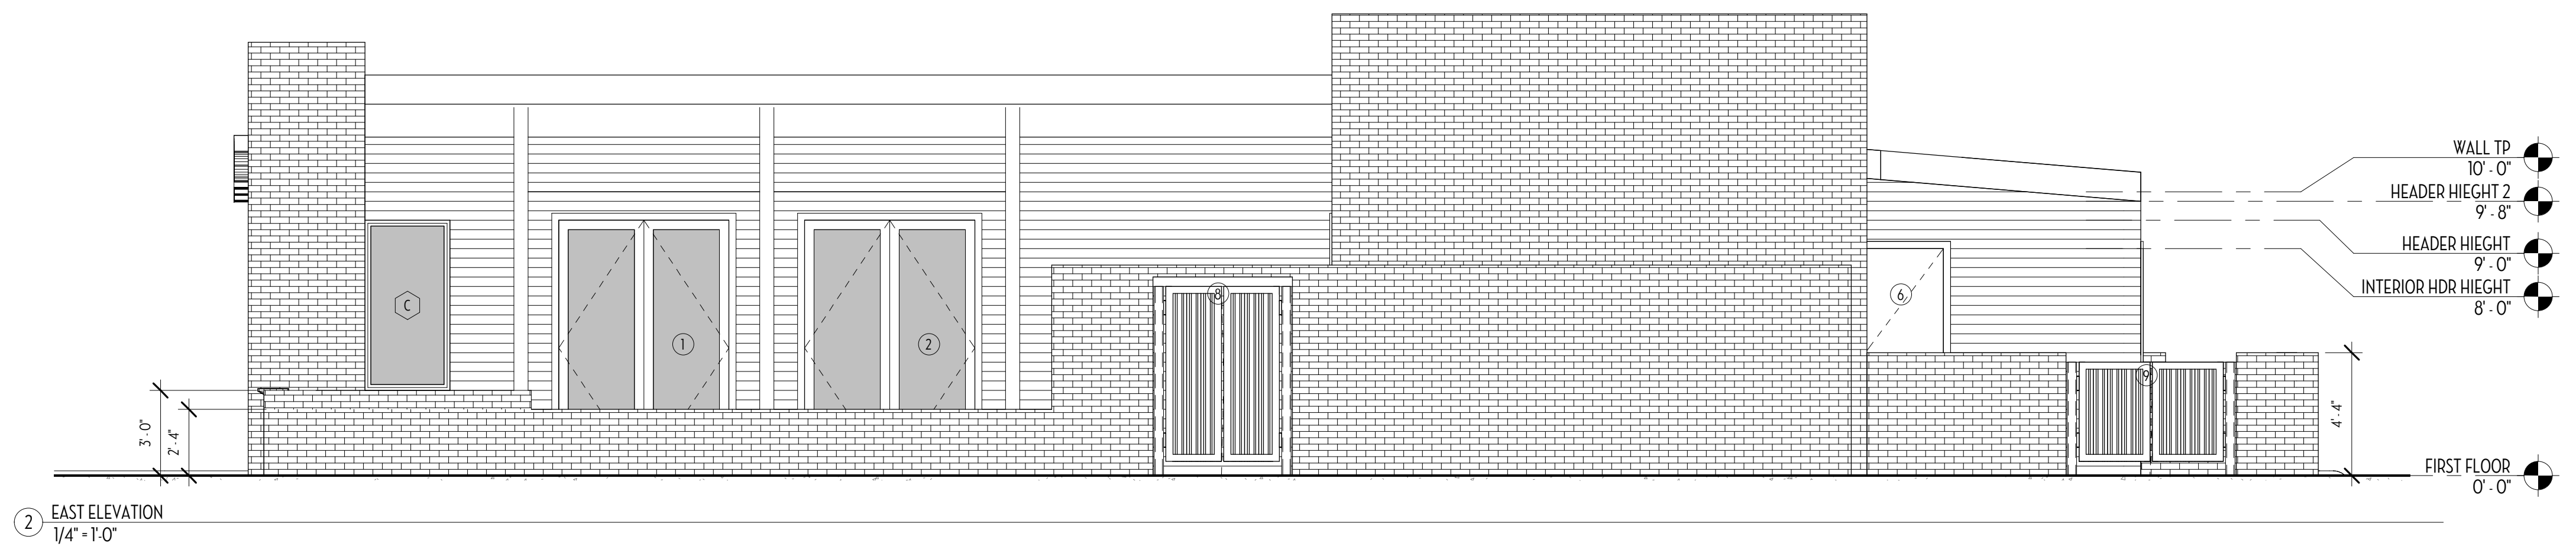 WALL TP
10' - 0"
HEADER HIEGHT 2
9' - 8"
HEADER HIEGHT
9' - 0"
INTERIOR HDR HIEGHT
8' - 0"
C
1
2
8
6
9
3' - 0"
2' - 4"
4' - 4"
FIRST FLOOR
0' - 0"
2
EAST ELEVATION
1/4" = 1'-0"